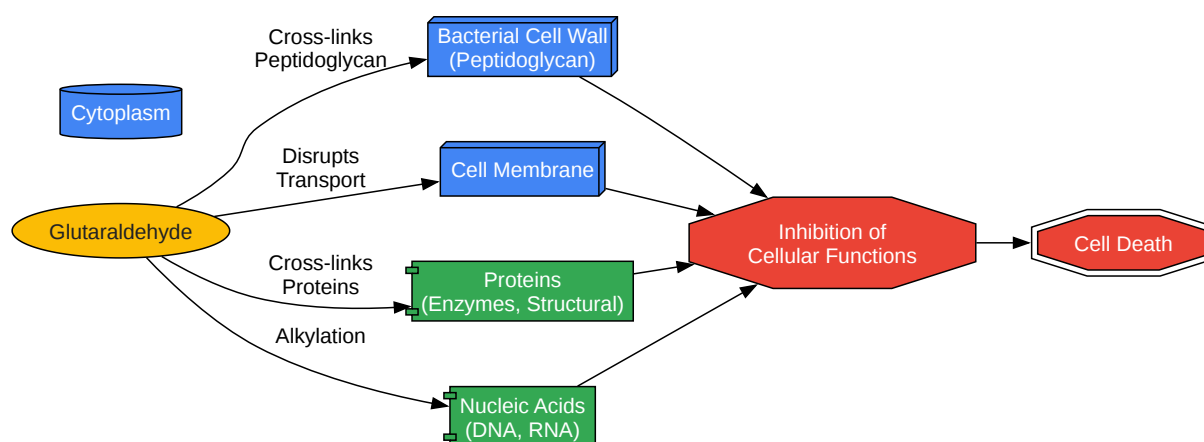 Cross-links
Peptidoglycan
Bacterial Cell Wall
(Peptidoglycan)
Cytoplasm
Disrupts
Transport
Cell Membrane
Glutaraldehyde
Inhibition of
Cellular Functions
Cell Death
Cross-links
Proteins
Proteins
(Enzymes, Structural)
Alkylation
Nucleic Acids
(DNA, RNA)